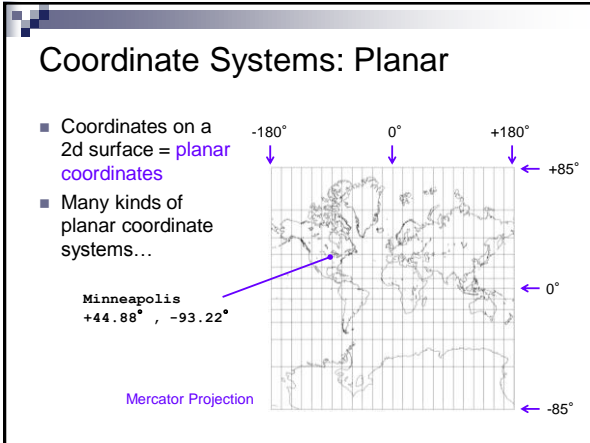 Coordinate Systems: Planar
Coordinates on a
2d surface = planar
coordinates
Many kinds of
planar coordinate
systems…
Minneapolis
+44.88° , -93.22°
Mercator Projection
-180°
0°
+180°
+85°
0°
-85°